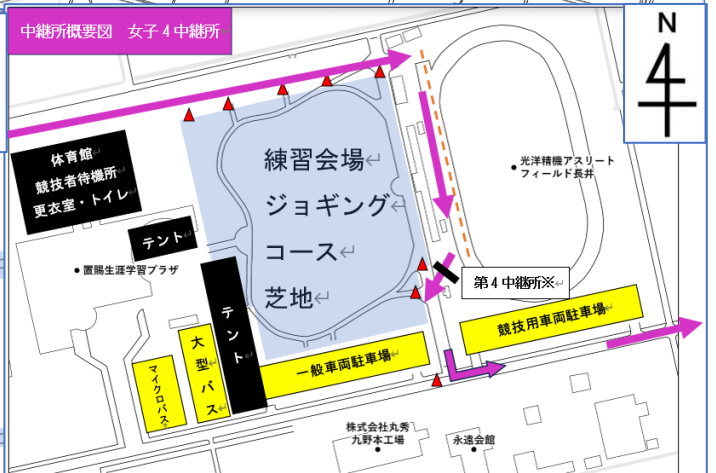 中継所概要図　女子４中継所
N
体育館
競技者待機所
更衣室・トイレ
練習会場
ジョギング
コース
芝地
光洋精機アスリート
フィールド長井
テント
置賜生涯学習プラザ
第４中継所※
テント
競技用車両駐車場
大型バス
マイクロバス
一般車両駐車場
株式会社丸秀
九野本工場
永遠会館